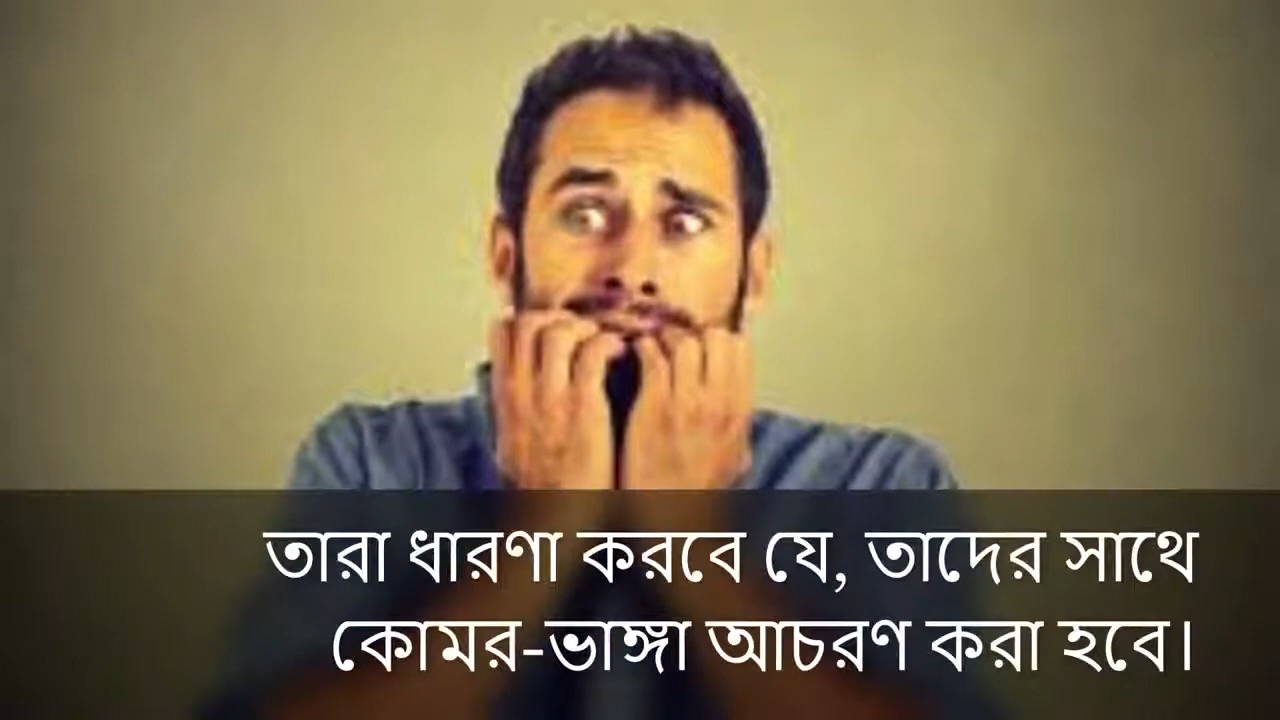 তারা ধারণা করবে যে, তাদের সাথে
কোমর-ভাঙ্গা আচরণ করা হবে।